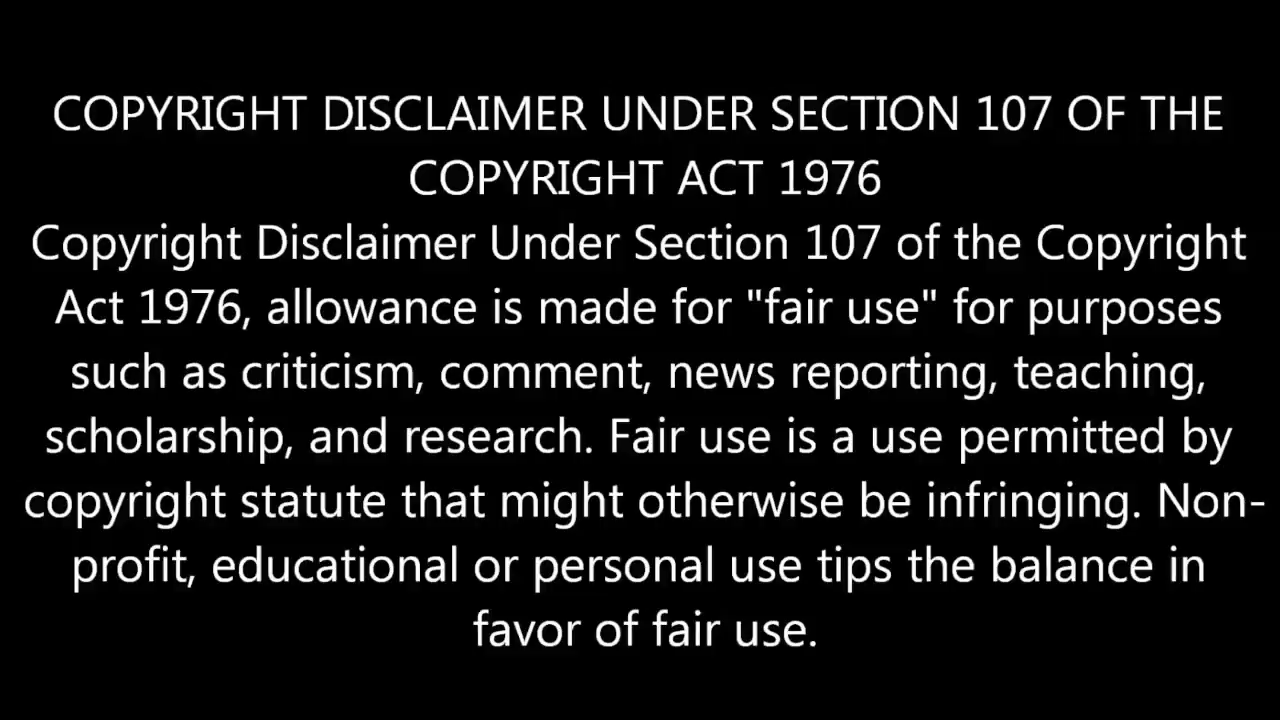 COPYRIGHT DISCLAIMER UNDER SECTION 107 OF THE
COPYRIGHT ACT 1976
Copyright Disclaimer Under Section 107 of the Copyright
Act 1976, allowance is made for "fair use" for purposes
such as criticism, comment, news reporting, teaching,
scholarship, and research. Fair use is a use permitted by
copyright statute that might otherwise be infringing. Non-
profit, educational or personal use tips the balance in
favor of fair use.